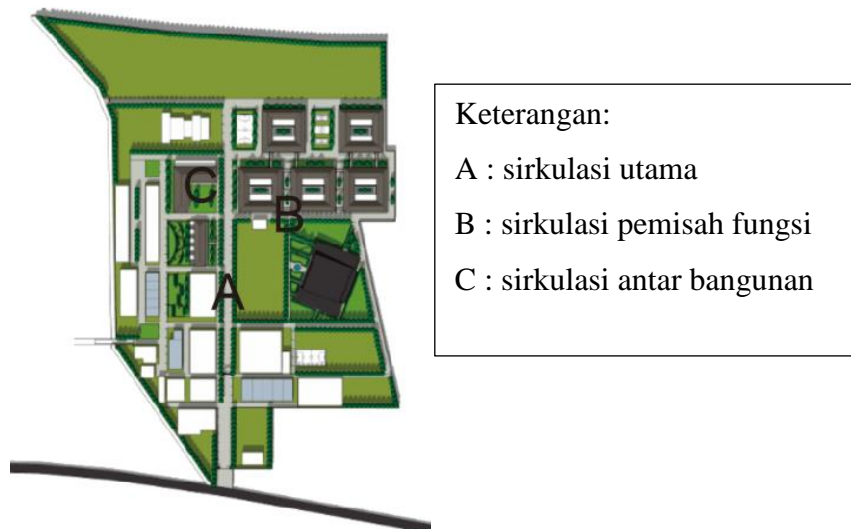 C
B
A
Keterangan:
A : sirkulasi utama
B : sirkulasi pemisah fungsi
C : sirkulasi antar bangunan